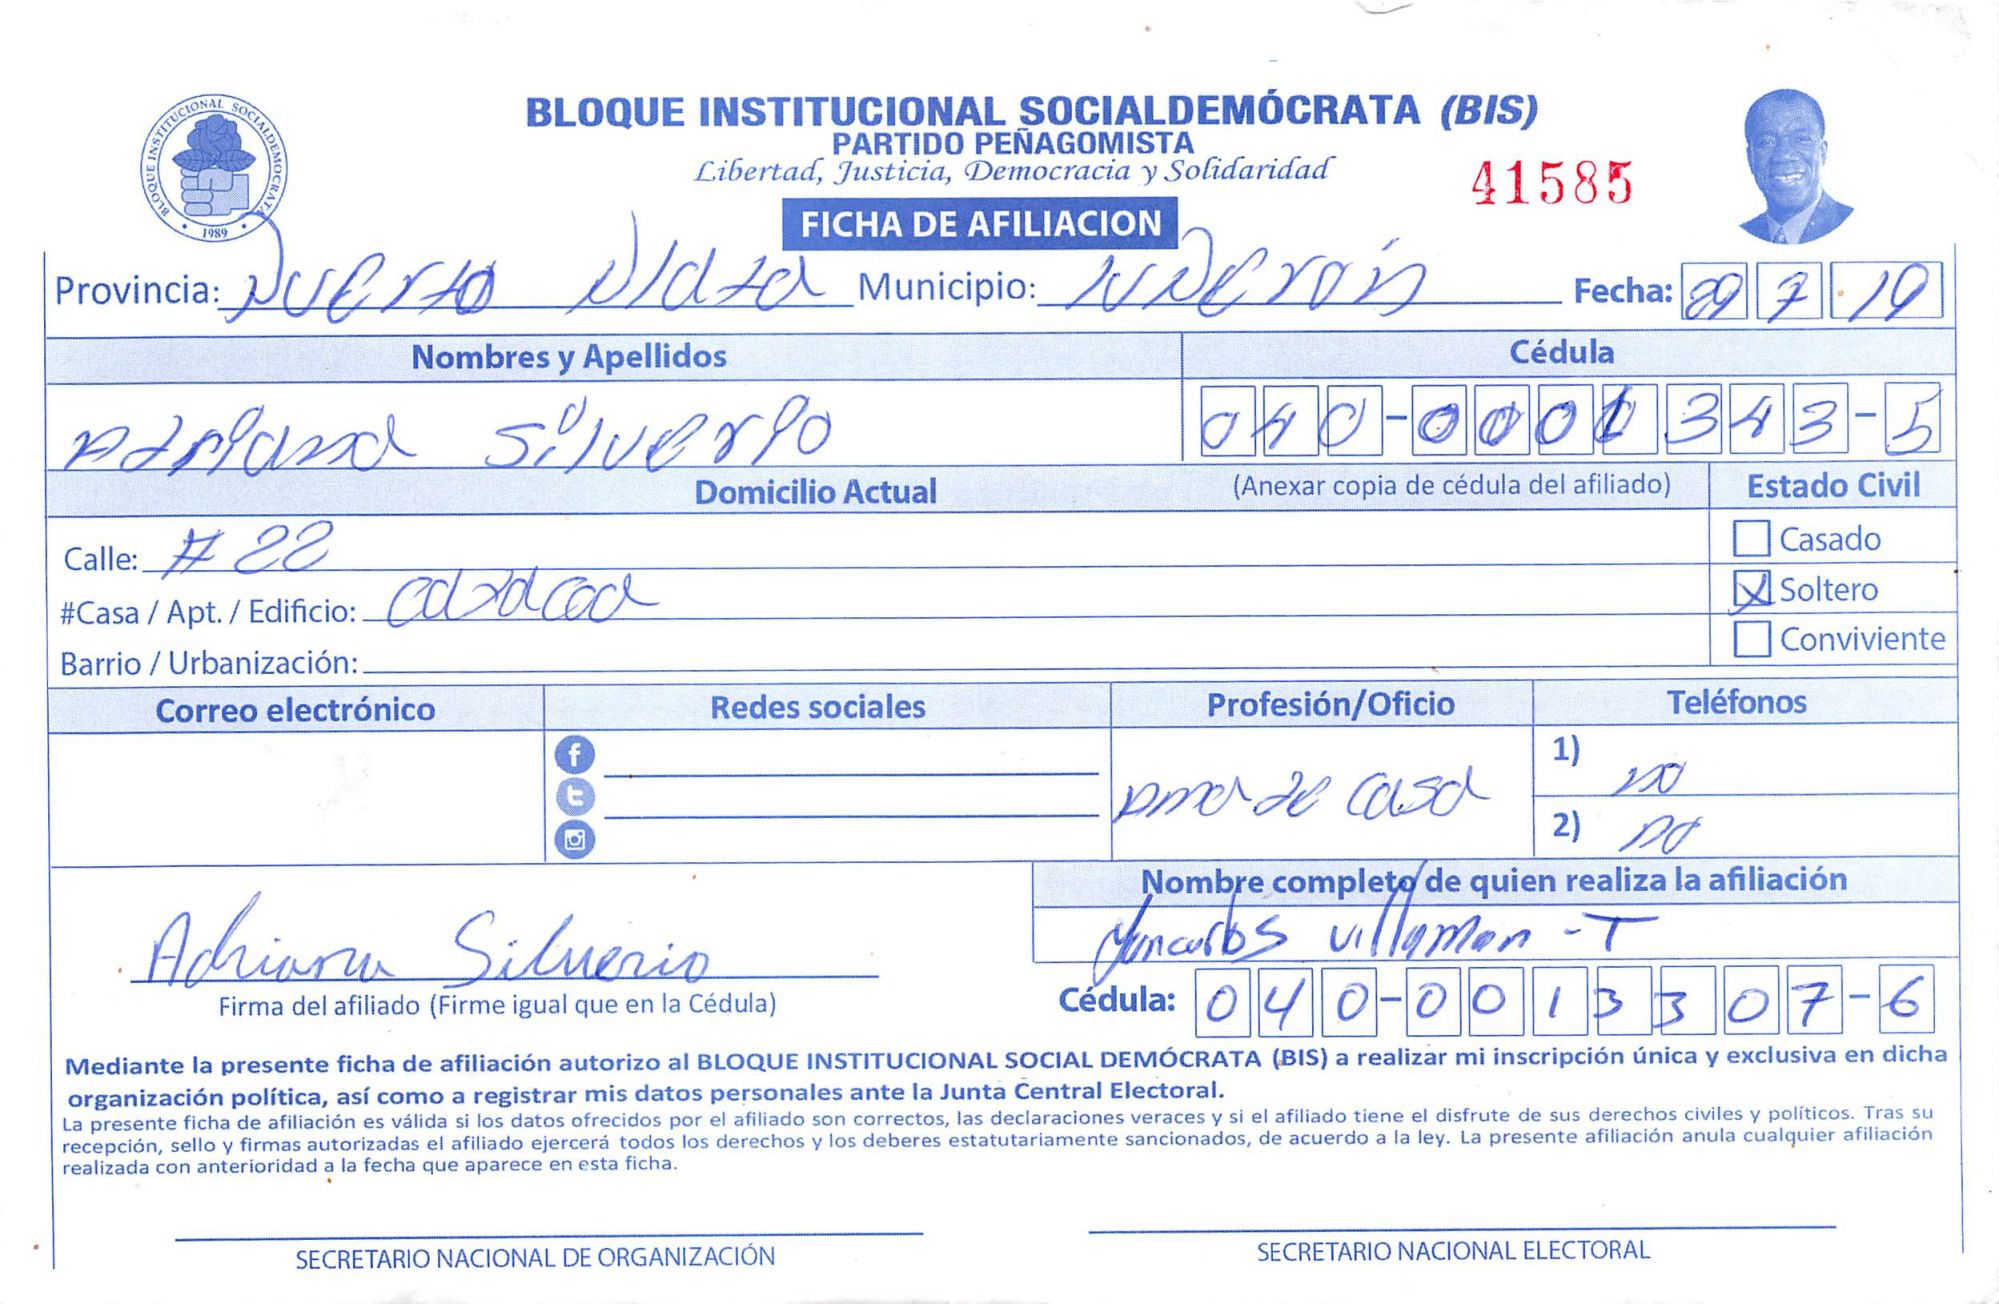 BLOQUE INSTITUCIONAL SOCIALDEMOCRATA
1989
BLOQUE INSTITUCIONAL SOCIALDEMÓCRATA (BIS)
PARTIDO PEÑAGOMISTA
Libertad, Justicia, Democracia y Solidaridad
41585
FICHA DE AFILIACION
Provincia: Puerto Plata Municipio: Fecha: 29 7 19
Nombres y Apellidos Cédula
Adriana Silverio 040-0001343-5
Domicilio Actual (Anexar copia de cédula del afiliado) Estado Civil
Calle: # 22 Casado
#Casa / Apt. / Edificio: X Soltero
Barrio / Urbanización: Conviviente
Correo electrónico Redes sociales Profesión/Oficio Teléfonos
Ama de casa
1) no
2) no
Nombre completo de quien realiza la afiliación
Yuncarlos Villaman - T
Adriana Silverio
Firma del afiliado (Firme igual que en la Cédula)
Cédula: 040-0013307-6
Mediante la presente ficha de afiliación autorizo al BLOQUE INSTITUCIONAL SOCIAL DEMÓCRATA (BIS) a realizar mi inscripción única y exclusiva en dicha
organización política, así como a registrar mis datos personales ante la Junta Central Electoral.
La presente ficha de afiliación es válida si los datos ofrecidos por el afiliado son correctos, las declaraciones veraces y si el afiliado tiene el disfrute de sus derechos civiles y políticos. Tras su
recepción, sello y firmas autorizadas el afiliado ejercerá todos los derechos y los deberes estatutariamente sancionados, de acuerdo a la ley. La presente afiliación anula cualquier afiliación
realizada con anterioridad a la fecha que aparece en esta ficha.
SECRETARIO NACIONAL DE ORGANIZACIÓN SECRETARIO NACIONAL ELECTORAL